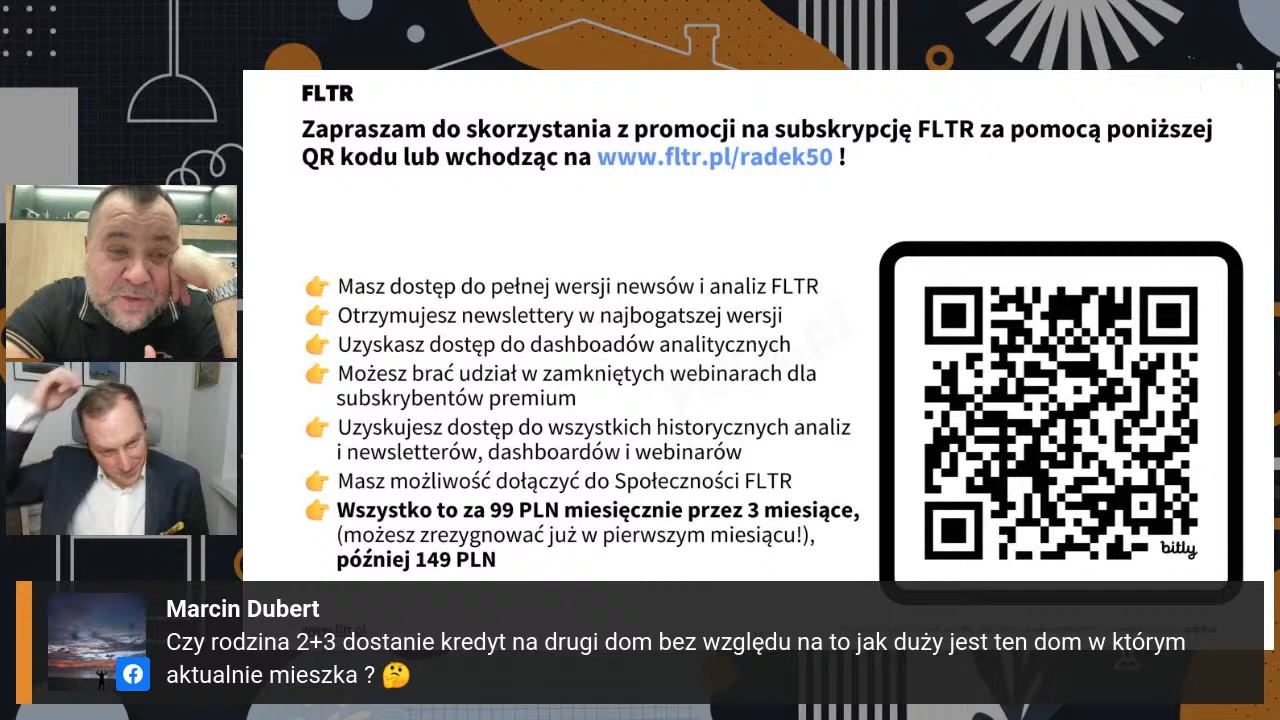 FLTR
Zapraszam do skorzystania z promocji na subskrypcję FLTR za pomocą poniższej
QR kodu lub wchodząc na www.fltr.pl/radek50 !
👉 Masz dostęp do pełnej wersji newsów i analiz FLTR
👉 Otrzymujesz newslettery w najbogatszej wersji
👉 Uzyskasz dostęp do dashboadów analitycznych
👉 Możesz brać udział w zamkniętych webinarach dla
subskrybentów premium
👉 Uzyskujesz dostęp do wszystkich historycznych analiz
i newsletterów, dashboardów i webinarów
👉 Masz możliwość dołączyć do Społeczności FLTR
👉 Wszystko to za 99 PLN miesięcznie przez 3 miesiące,
(możesz zrezygnować już w pierwszym miesiącu!),
później 149 PLN
bitly
Marcin Dubert
www.fltr.pl
Czy rodzina 2+3 dostanie kredyt na drugi dom bez względu na to jak duży jest ten dom w którym
aktualnie mieszka ? 🤔